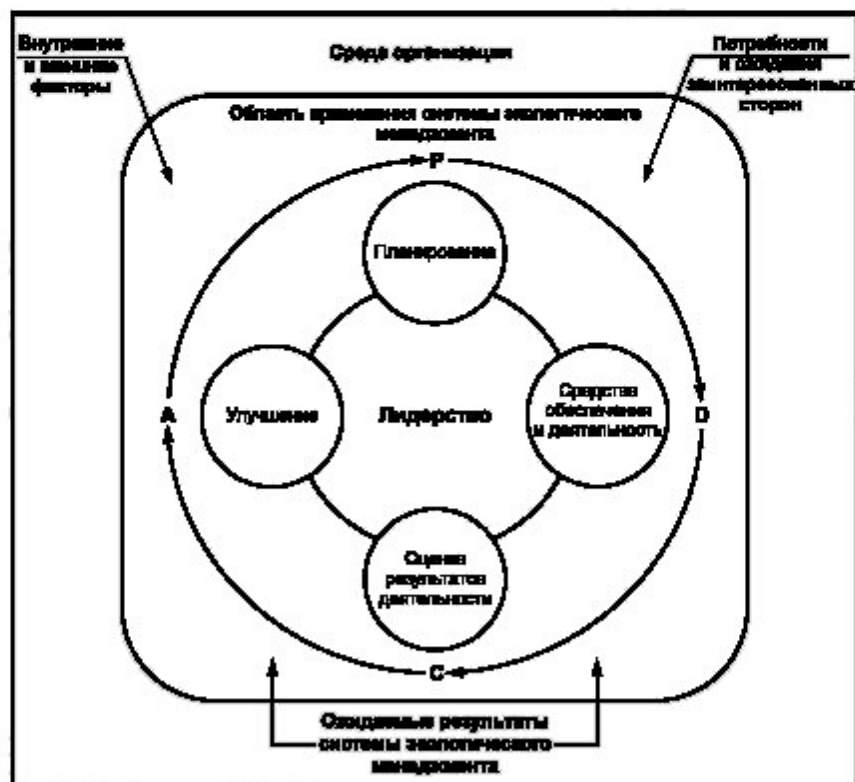 Внутренние
и внешние
факторы
Среда организации
Потребности
и ожидания
заинтересованных
сторон
Область применения системы экологического
менеджмента
P
Планирование
A
Улучшение
Лидерство
Средства
обеспечения
и деятельность
D
Оценка
результатов
деятельности
C
Ожидаемые результаты
системы экологического
менеджмента